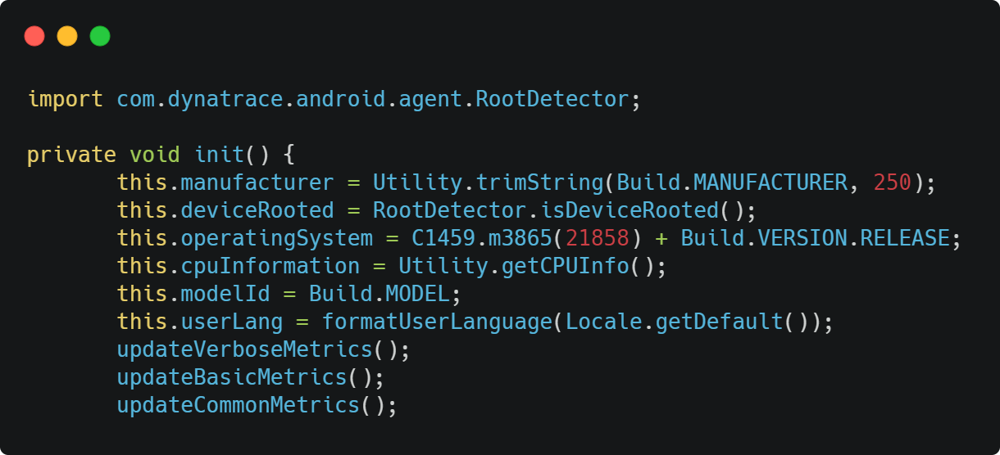 import com.dynatrace.android.agent.RootDetector;
private void init() {
this.manufacturer = Utility.trimString(Build.MANUFACTURER, 250);
this.deviceRooted = RootDetector.isDeviceRooted();
this.operatingSystem = C1459.m3865(21858) + Build.VERSION.RELEASE;
this.cpuInformation = Utility.getCPUInfo();
this.modelId = Build.MODEL;
this.userLang = formatUserLanguage(Locale.getDefault());
updateVerboseMetrics();
updateBasicMetrics();
updateCommonMetrics();